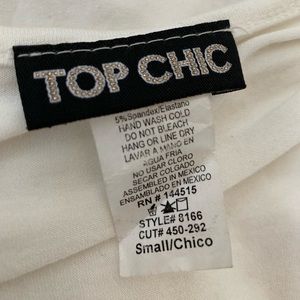 TOP CHIC
5%Spandex/Elastano
HAND WASH COLD
DO NOT BLEACH
HANG OR LINE DRY
LAVAR A MANO EN
AGUA FRIA
NO USAR CLORO
SECAR COLGADO
ASSEMBLED IN MEXICO
ENSAMBLADO EN MEXICO
RN # 144515
STYLE# 8166
CUT# 450-292
Small/Chico